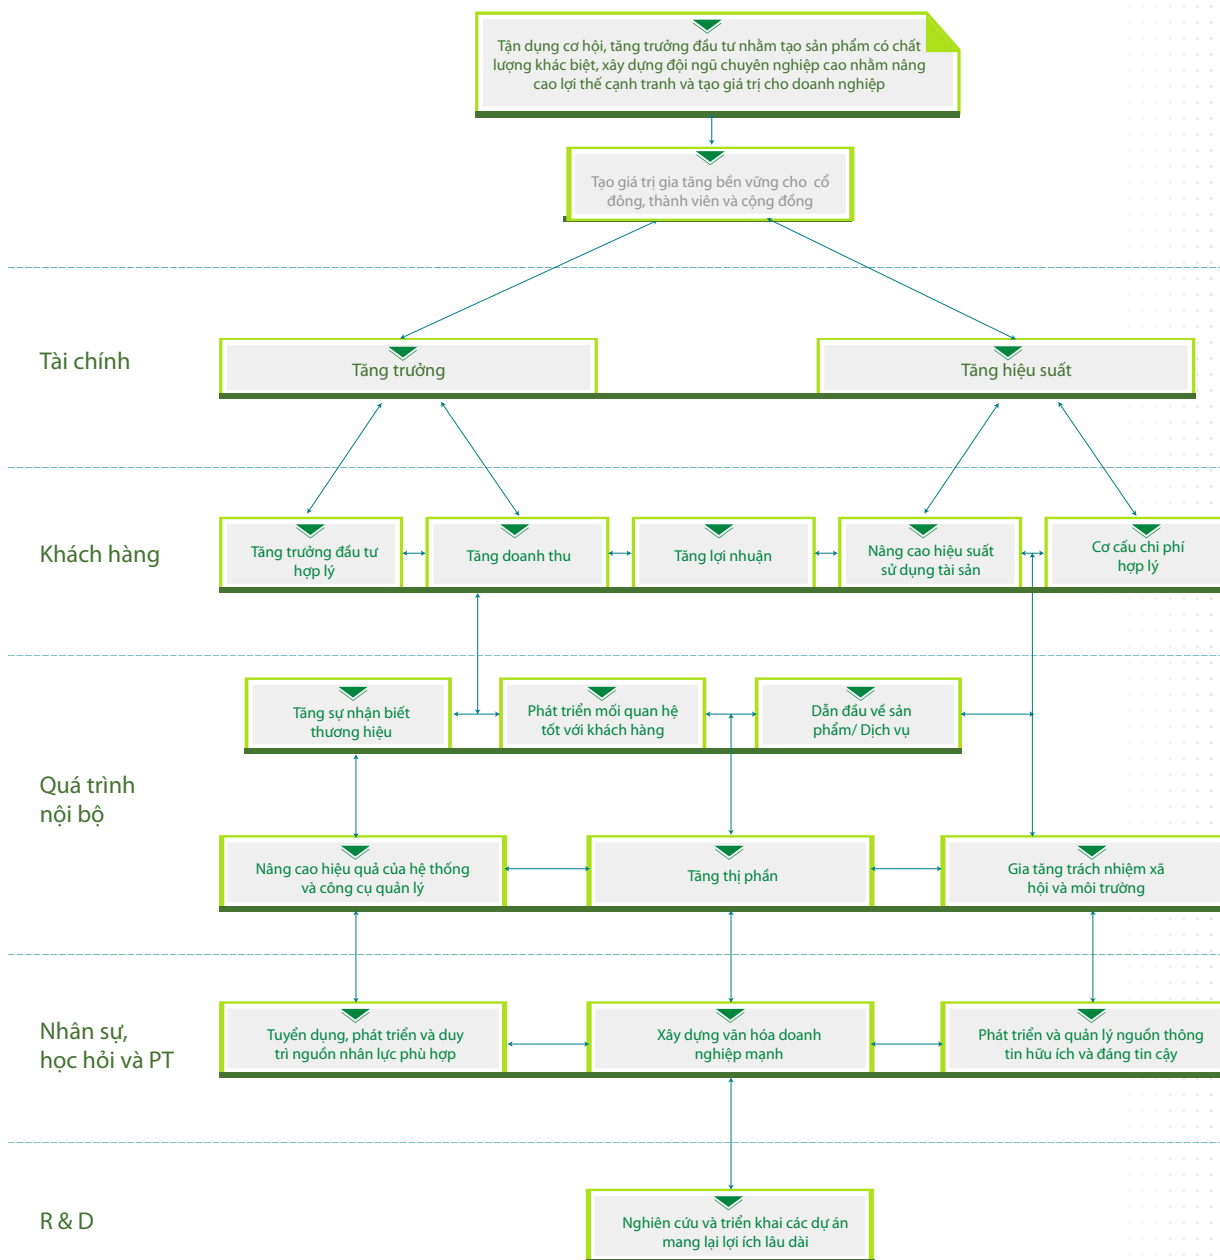 Tận dụng cơ hội, tăng trưởng đầu tư nhằm tạo sản phẩm có chất
lượng khác biệt, xây dựng đội ngũ chuyên nghiệp cao nhằm nâng
cao lợi thế cạnh tranh và tạo giá trị cho doanh nghiệp
Tạo giá trị gia tăng bền vững cho cổ
đông, thành viên và cộng đồng
Tài chính
Tăng trưởng
Tăng hiệu suất
Khách hàng
Tăng trưởng đầu tư
hợp lý
Tăng doanh thu
Tăng lợi nhuận
Nâng cao hiệu suất
sử dụng tài sản
Cơ cấu chi phí
hợp lý
Tăng sự nhận biết
thương hiệu
Phát triển mối quan hệ
tốt với khách hàng
Dẫn đầu về sản
phẩm/ Dịch vụ
Quá trình
nội bộ
Nâng cao hiệu quả của hệ thống
và công cụ quản lý
Tăng thị phần
Gia tăng trách nhiệm xã
hội và môi trường
Nhân sự,
học hỏi và PT
Tuyển dụng, phát triển và duy
trì nguồn nhân lực phù hợp
Xây dựng văn hóa doanh
nghiệp mạnh
Phát triển và quản lý nguồn thông
tin hữu ích và đáng tin cậy
R & D
Nghiên cứu và triển khai các dự án
mang lại lợi ích lâu dài